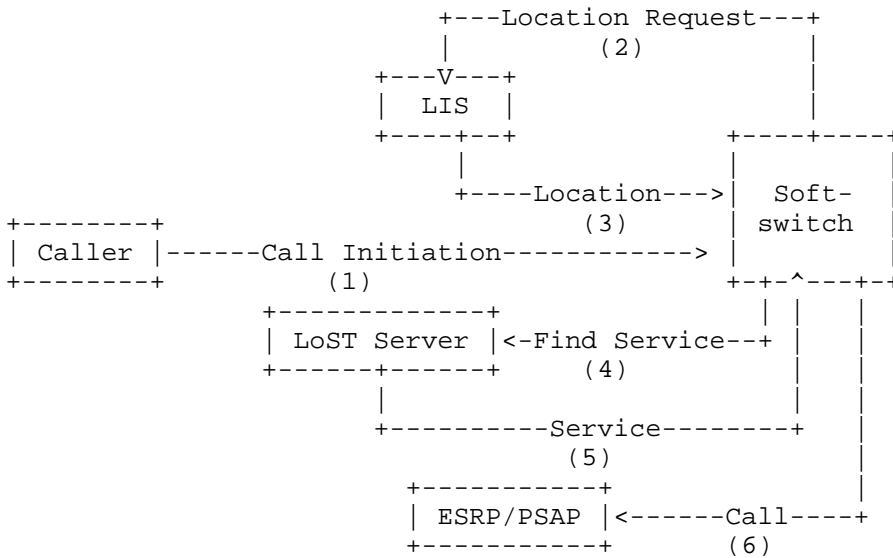 Location Request
(2)
LIS
Location
(3)
Soft-
switch
Caller
Call Initiation
(1)
LoST Server
Find Service
(4)
Service
(5)
ESRP/PSAP
Call
(6)